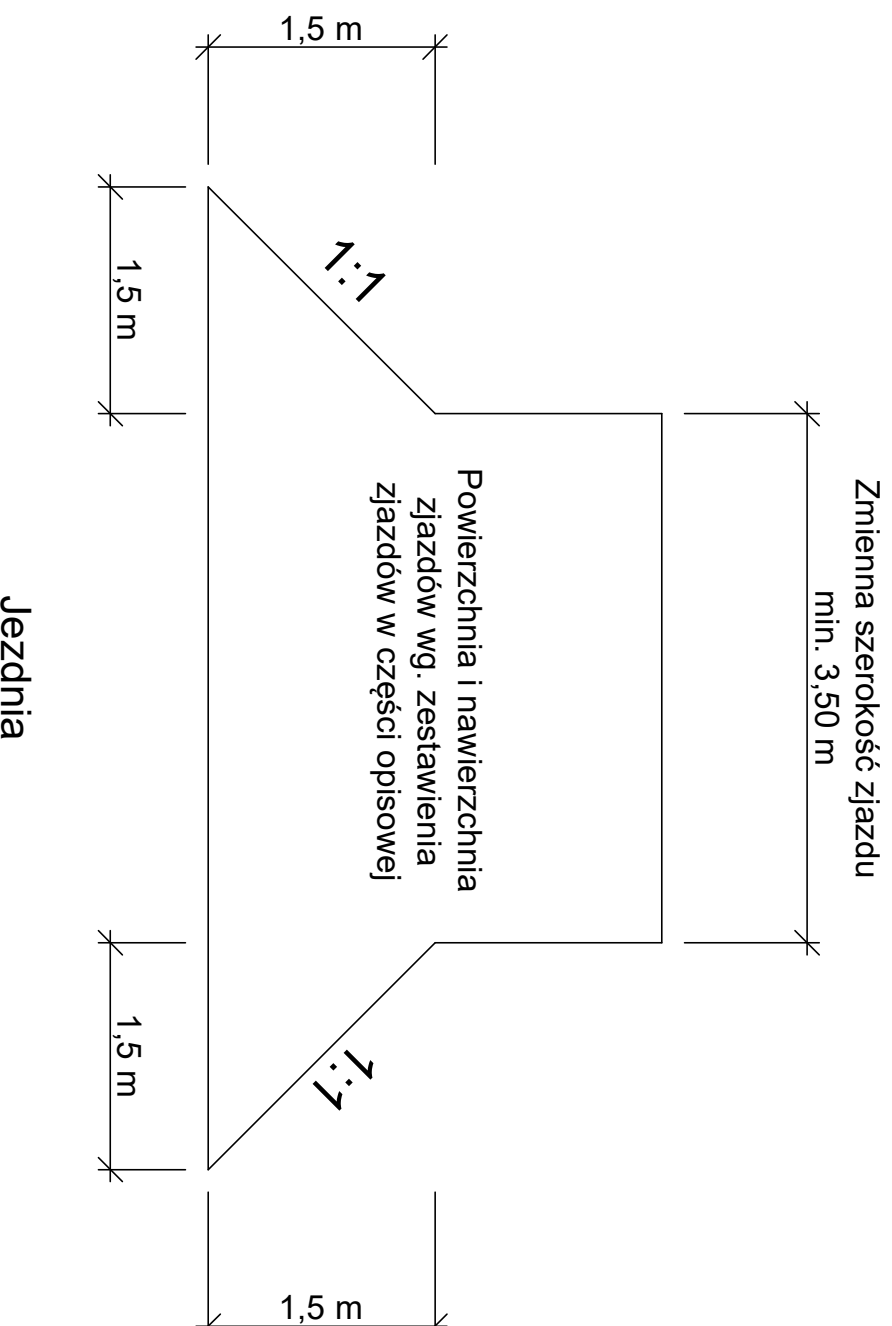 Zmienna szerokość zjazdu
min. 3,50 m
1,5 m
1:1
1,5 m
Powierzchnia i nawierzchnia
zjazdów wg. zestawienia
zjazdów w części opisowej
1:1
1,5 m
1,5 m
Jezdnia